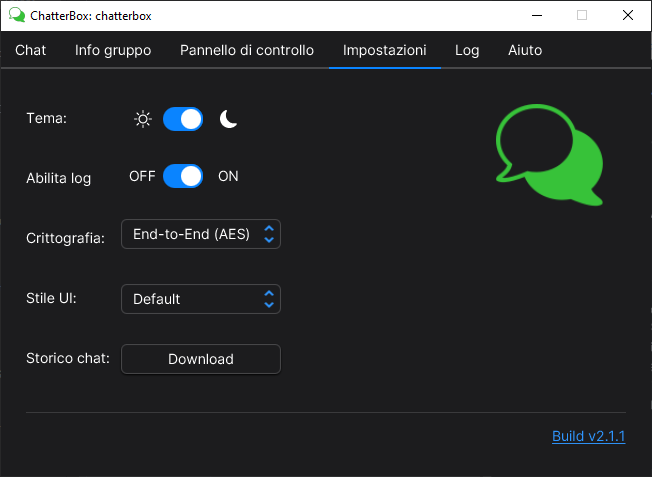 ChatterBox: chatterbox
Chat Info gruppo Pannello di controllo Impostazioni Log Aiuto
Tema:
Abilita log OFF ON
Crittografia: End-to-End (AES)
Stile UI: Default
Storico chat: Download
Build v2.1.1